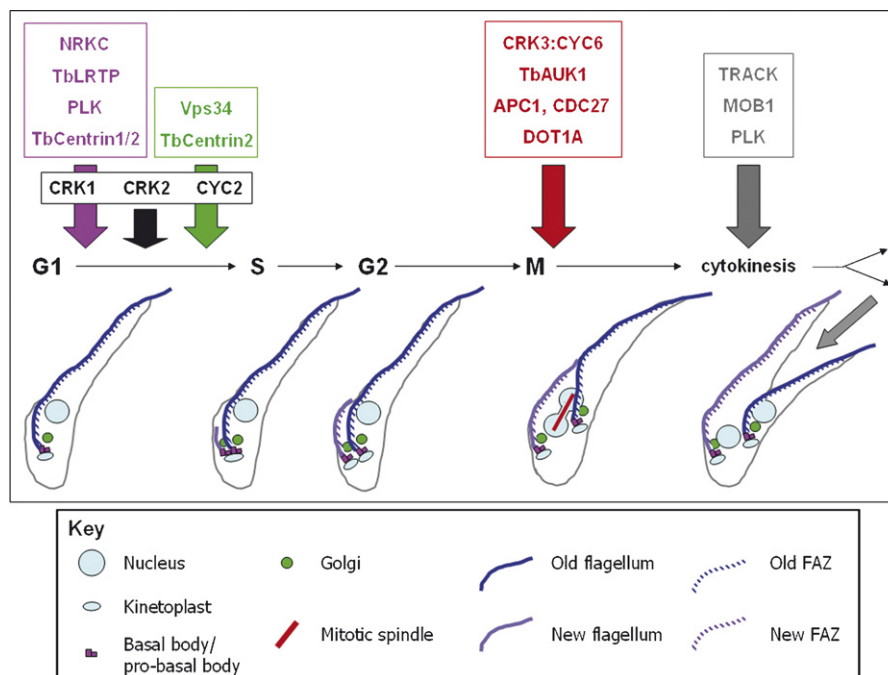 NRKC
TbLRTP
PLK
TbCentrin1/2
Vps34
TbCentrin2
CRK3:CYC6
TbAUK1
APC1, CDC27
DOT1A
TRACK
MOB1
PLK
CRK1 CRK2 CYC2
G1 S G2 M cytokinesis
Key
Nucleus
Kinetoplast
Basal body/
pro-basal body
Golgi
Mitotic spindle
Old flagellum
New flagellum
Old FAZ
New FAZ